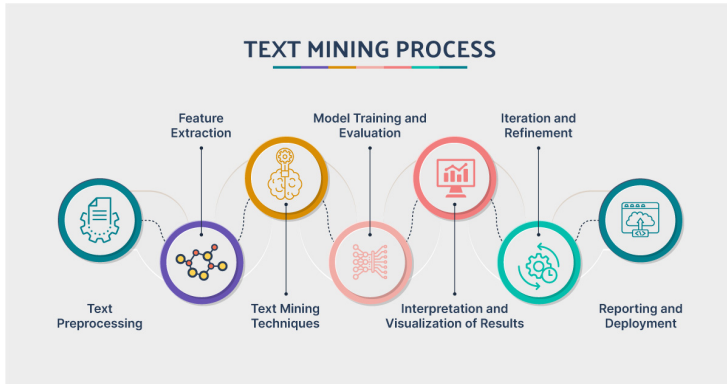 TEXT MINING PROCESS
Feature
Extraction
Model Training and
Evaluation
Iteration and
Refinement
Text
Preprocessing
Text Mining
Techniques
Interpretation and
Visualization of Results
Reporting and
Deployment